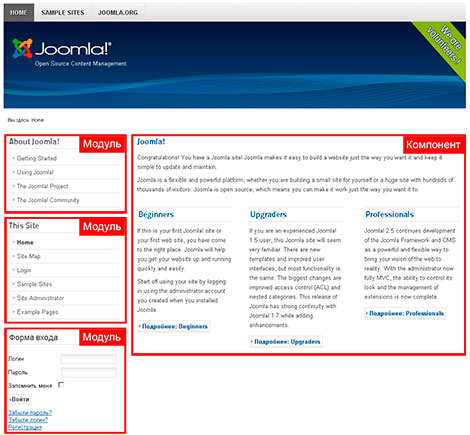 HOME SAMPLE SITES JOOMLA.ORG
Joomla!®
Open Source Content Management
We are volunteers!
Вы здесь: Home
About Joomla! Модуль
Getting Started
Using Joomla!
The Joomla! Project
The Joomla! Community
This Site Модуль
Home
Site Map
Login
Sample Sites
Site Administrator
Example Pages
Форма входа Модуль
Логин
Пароль
Запомнить меня
Войти
Забыли пароль?
Забыли логин?
Регистрация
Joomla! Компонент
Congratulations! You have a Joomla site! Joomla makes it easy to build a website just the way you want it and keep
it simple to update and maintain.
Joomla is a flexible and powerful platform, whether you are building a small site for yourself or a huge site with hundreds of
thousands of visitors. Joomla is open source, which means you can make it work just the way you want it to.
Beginners
If this is your first Joomla site or
your first web site, you have come
to the right place. Joomla will help
you get your website up and running
quickly and easily.
Start off using your site by logging
in using the administrator account
you created when you installed
Joomla.
Подробнее: Beginners
Upgraders
If you are an experienced Joomla
1.5 user, this Joomla site will seem
very familiar. There are new
templates and improved user
interfaces, but most functionality is
the same. The biggest changes are
improved access control (ACL) and
nested categories. This release of
Joomla has strong continuity with
Joomla! 1.7 while adding
enhancements.
Подробнее: Upgraders
Professionals
Joomla! 2.5 continues development
of the Joomla Framework and CMS
as a powerful and flexible way to
bring your vision of the web to
reality. With the administrator now
fully MVC, the ability to control its
look and the management of
extensions is now complete.
Подробнее: Professionals